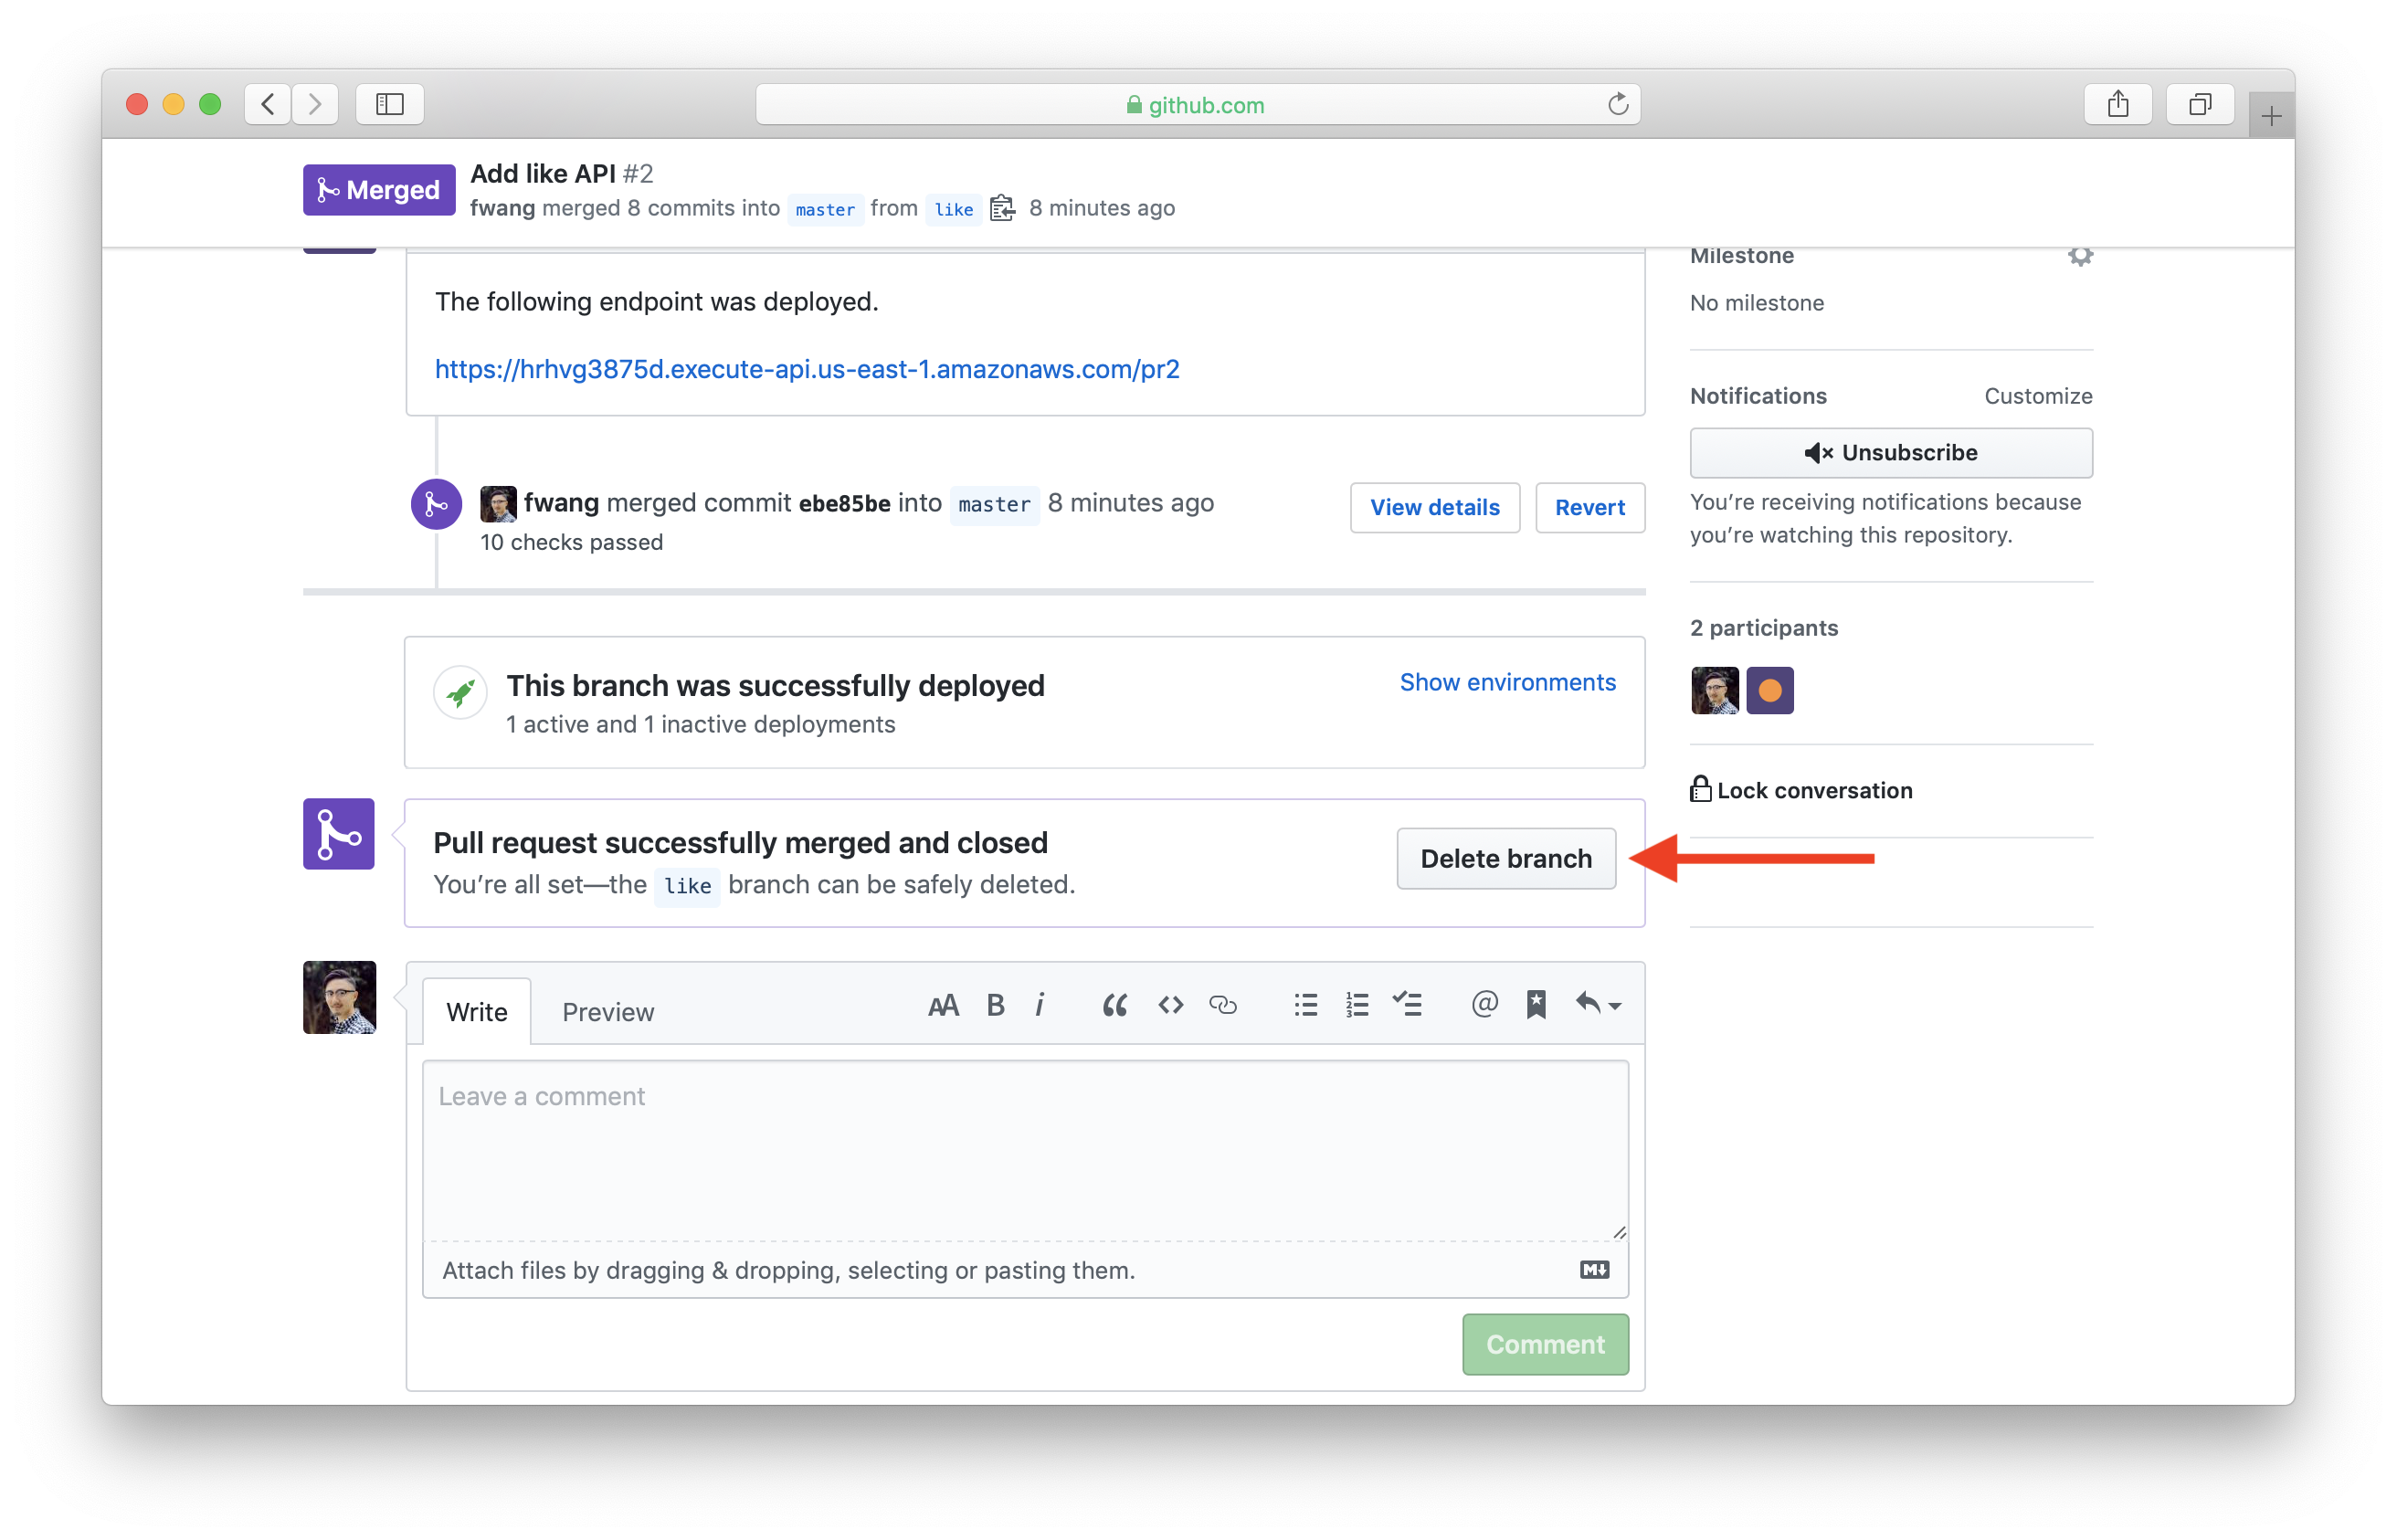 github.com
Merged
Add like API #2
fwang merged 8 commits into master from like 8 minutes ago
The following endpoint was deployed.
https://hrhvg3875d.execute-api.us-east-1.amazonaws.com/pr2
fwang merged commit ebe85be into master 8 minutes ago
10 checks passed
View details
Revert
This branch was successfully deployed
1 active and 1 inactive deployments
Show environments
Pull request successfully merged and closed
You’re all set—the like branch can be safely deleted.
Delete branch
Write
Preview
AA B i
Leave a comment
Attach files by dragging & dropping, selecting or pasting them.
M
Comment
Milestone
No milestone
Notifications
Customize
Unsubscribe
You’re receiving notifications because
you’re watching this repository.
2 participants
Lock conversation